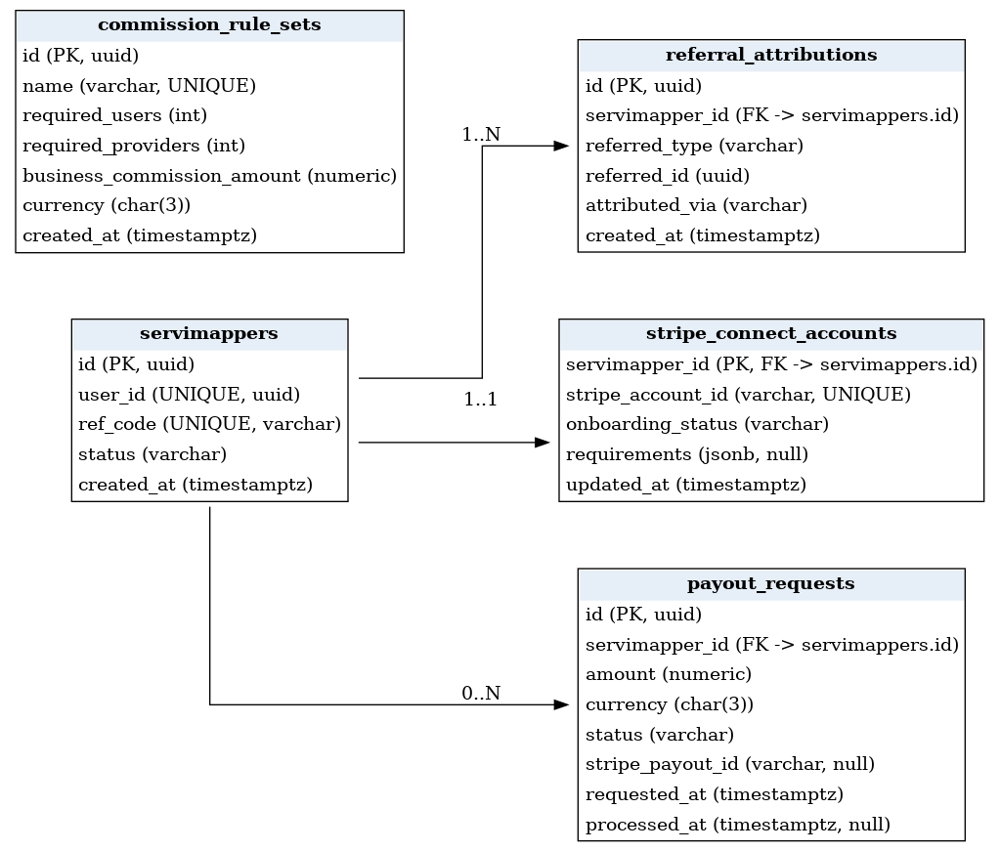 commission_rule_sets
id (PK, uuid)
name (varchar, UNIQUE)
required_users (int)
required_providers (int)
business_commission_amount (numeric)
currency (char(3))
created_at (timestamptz)
referral_attributions
id (PK, uuid)
servimapper_id (FK -> servimappers.id)
referred_type (varchar)
referred_id (uuid)
attributed_via (varchar)
created_at (timestamptz)
1..N
servimappers
id (PK, uuid)
user_id (UNIQUE, uuid)
ref_code (UNIQUE, varchar)
status (varchar)
created_at (timestamptz)
1..1
stripe_connect_accounts
servimapper_id (PK, FK -> servimappers.id)
stripe_account_id (varchar, UNIQUE)
onboarding_status (varchar)
requirements (jsonb, null)
updated_at (timestamptz)
0..N
payout_requests
id (PK, uuid)
servimapper_id (FK -> servimappers.id)
amount (numeric)
currency (char(3))
status (varchar)
stripe_payout_id (varchar, null)
requested_at (timestamptz)
processed_at (timestamptz, null)